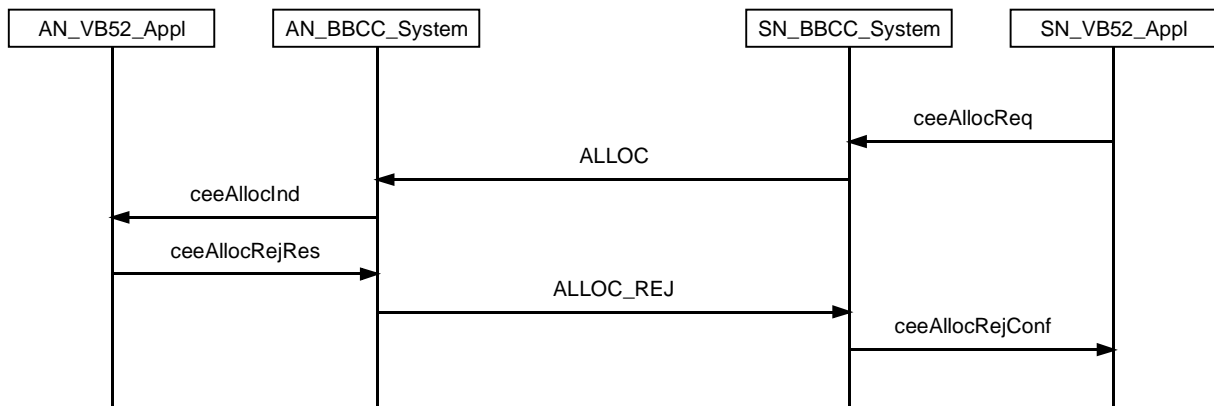 AN_VB52_Appl
AN_BBCC_System
SN_BBCC_System
SN_VB52_Appl
ceeAllocReq
ALLOC
ceeAllocInd
ceeAllocRejRes
ALLOC_REJ
ceeAllocRejConf